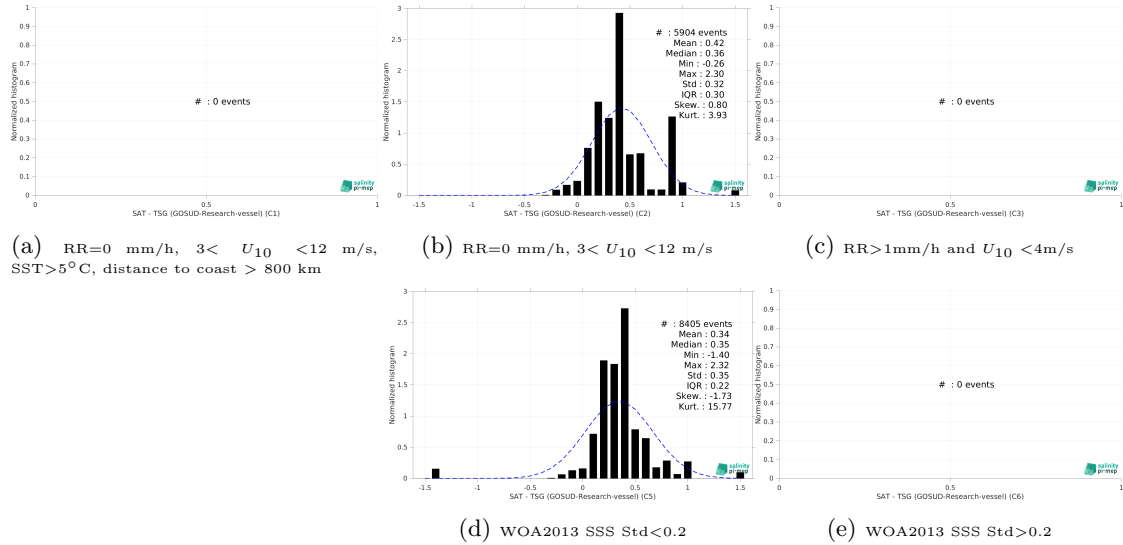 1
0.9
0.8
0.7
0.6
0.5
0.4
0.3
0.2
0.1
0
Normalized histogram
# : 0 events
salinity
pi-mep
0
0.5
1
SAT - TSG (GOSUD-Research-vessel) (C1)
3
2.5
2
1.5
1
0.5
0
Normalized histogram
# : 5904 events
Mean : 0.42
Median : 0.36
Min : -0.26
Max : 2.30
Std : 0.32
IQR : 0.30
Skew. : 0.80
Kurt. : 3.93
salinity
pi-mep
-1.5
-1
-0.5
0
0.5
1
1.5
SAT - TSG (GOSUD-Research-vessel) (C2)
1
0.9
0.8
0.7
0.6
0.5
0.4
0.3
0.2
0.1
0
Normalized histogram
# : 0 events
salinity
pi-mep
0
0.5
1
SAT - TSG (GOSUD-Research-vessel) (C3)
(a) RR=0 mm/h, 3< U10 <12 m/s,
SST>5°C, distance to coast > 800 km
(b) RR=0 mm/h, 3< U10 <12 m/s
(c) RR>1mm/h and U10 <4m/s
3
2.5
2
1.5
1
0.5
0
Normalized histogram
# : 8405 events
Mean : 0.34
Median : 0.35
Min : -1.40
Max : 2.32
Std : 0.35
IQR : 0.22
Skew. : -1.73
Kurt. : 15.77
salinity
pi-mep
-1.5
-1
-0.5
0
0.5
1
1.5
SAT - TSG (GOSUD-Research-vessel) (C5)
1
0.9
0.8
0.7
0.6
0.5
0.4
0.3
0.2
0.1
0
Normalized histogram
# : 0 events
salinity
pi-mep
0
0.5
1
SAT - TSG (GOSUD-Research-vessel) (C6)
(d) WOA2013 SSS Std<0.2
(e) WOA2013 SSS Std>0.2